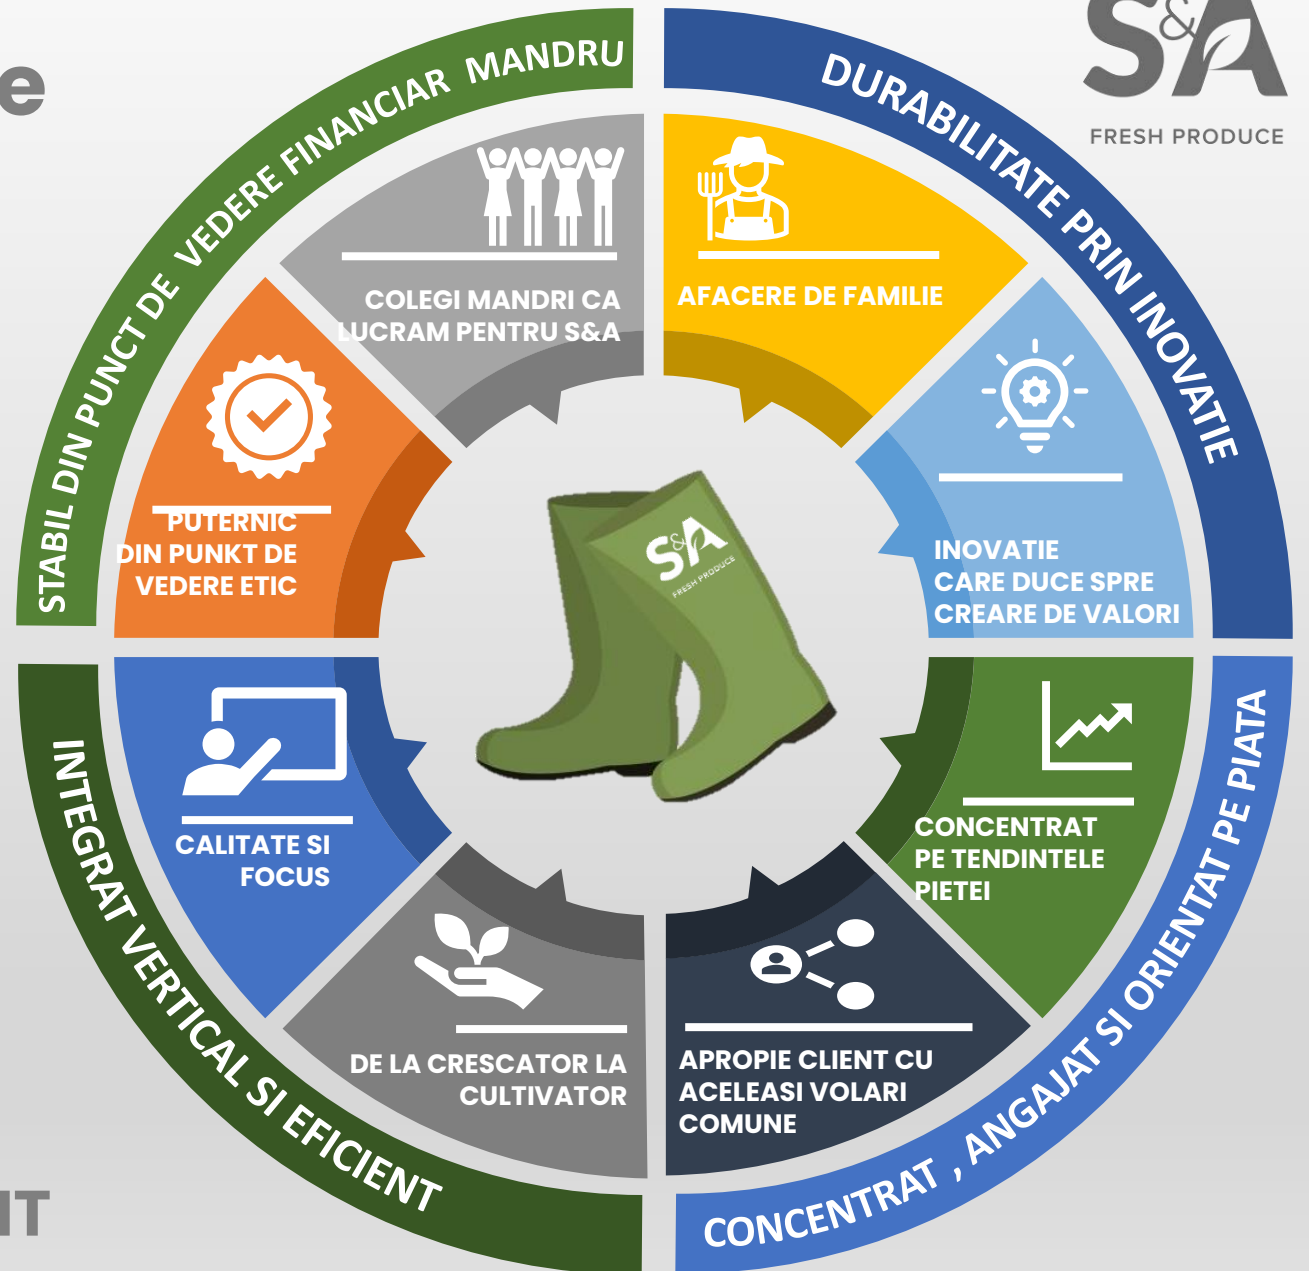 e
S&A
FRESH PRODUCE
STABIL DIN PUNCT DE VEDERE FINANCIAR MANDRU
DURABILITATE PRIN INOVATIE
COLEGI MANDRI CA
LUCRAM PENTRU S&A
AFACERE DE FAMILIE
PUTERNIC
DIN PUNKT DE
VEDERE ETIC
INOVATIE
CARE DUCE SPRE
CREARE DE VALORI
S&A
FRESH PRODUCE
CALITATE SI
FOCUS
CONCENTRAT
PE TENDINTELE
PIETEI
DE LA CRESCATOR LA
CULTIVATOR
APROPIE CLIENT CU
ACELEASI VOLARI
COMUNE
INTEGRAT VERTICAL SI EFICIENT
CONCENTRAT , ANGAJAT SI ORIENTAT PE PIATA
IT